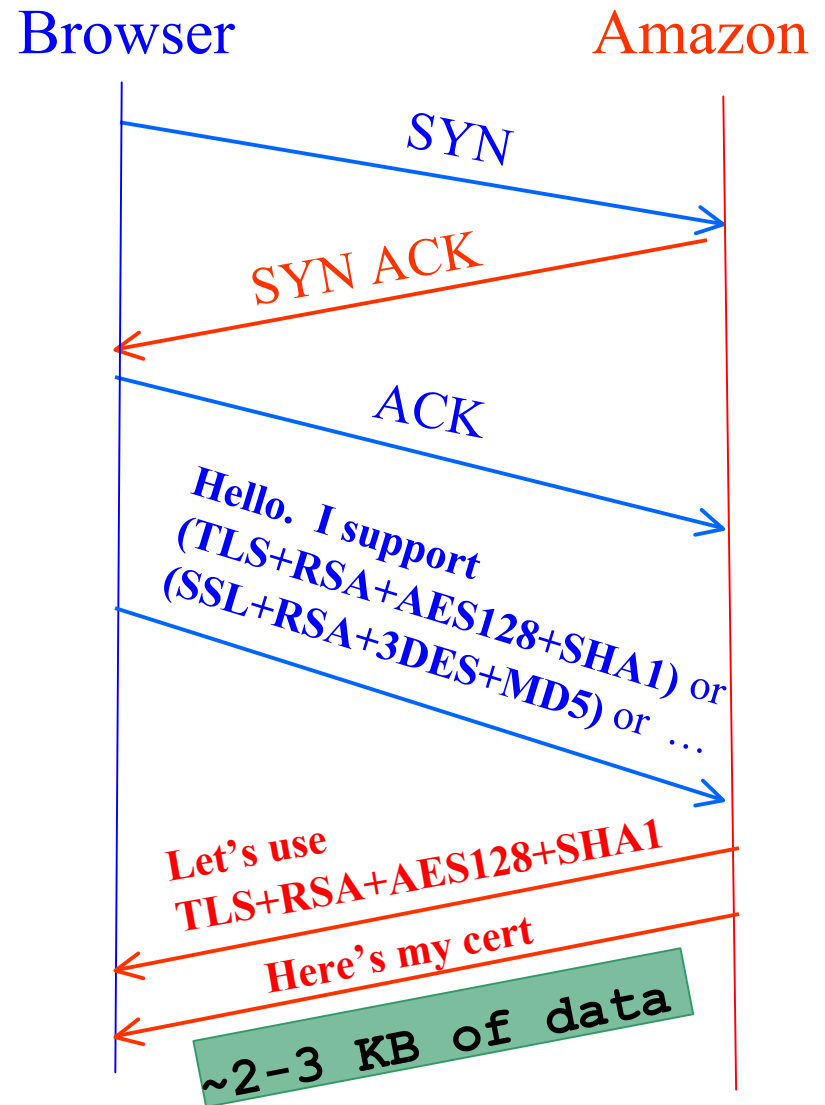 Browser
Amazon
SYN
SYN ACK
ACK
Hello. I support
(TLS+RSA+AES128+SHA1) or
(SSL+RSA+3DES+MD5) or …
Let’s use
TLS+RSA+AES128+SHA1
Here’s my cert
~2-3 KB of data